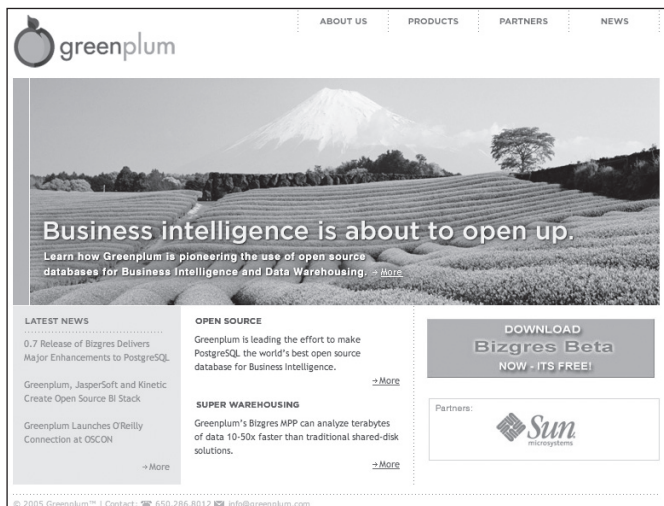 greenplum
ABOUT US
PRODUCTS
PARTNERS
NEWS
Business intelligence is about to open up.
Learn how Greenplum is pioneering the use of open source
databases for Business Intelligence and Data Warehousing. → More
LATEST NEWS
0.7 Release of Bizgres Delivers
Major Enhancements to PostgreSQL
Greenplum, JasperSoft and Kinetic
Create Open Source BI Stack
Greenplum Launches O'Reilly
Connection at OSCON
→ More
OPEN SOURCE
Greenplum is leading the effort to make
PostgreSQL the world's best open source
database for Business Intelligence.
→ More
SUPER WAREHOUSING
Greenplum's Bizgres MPP can analyze terabytes
of data 10-50x faster than traditional shared-disk
solutions.
→ More
DOWNLOAD
Bizgres Beta
NOW - ITS FREE!
Partners:
Sun
microsystems
© 2005 Greenplum™ | Contact: ☎ 650.286.8012 ✉ info@greenplum.com